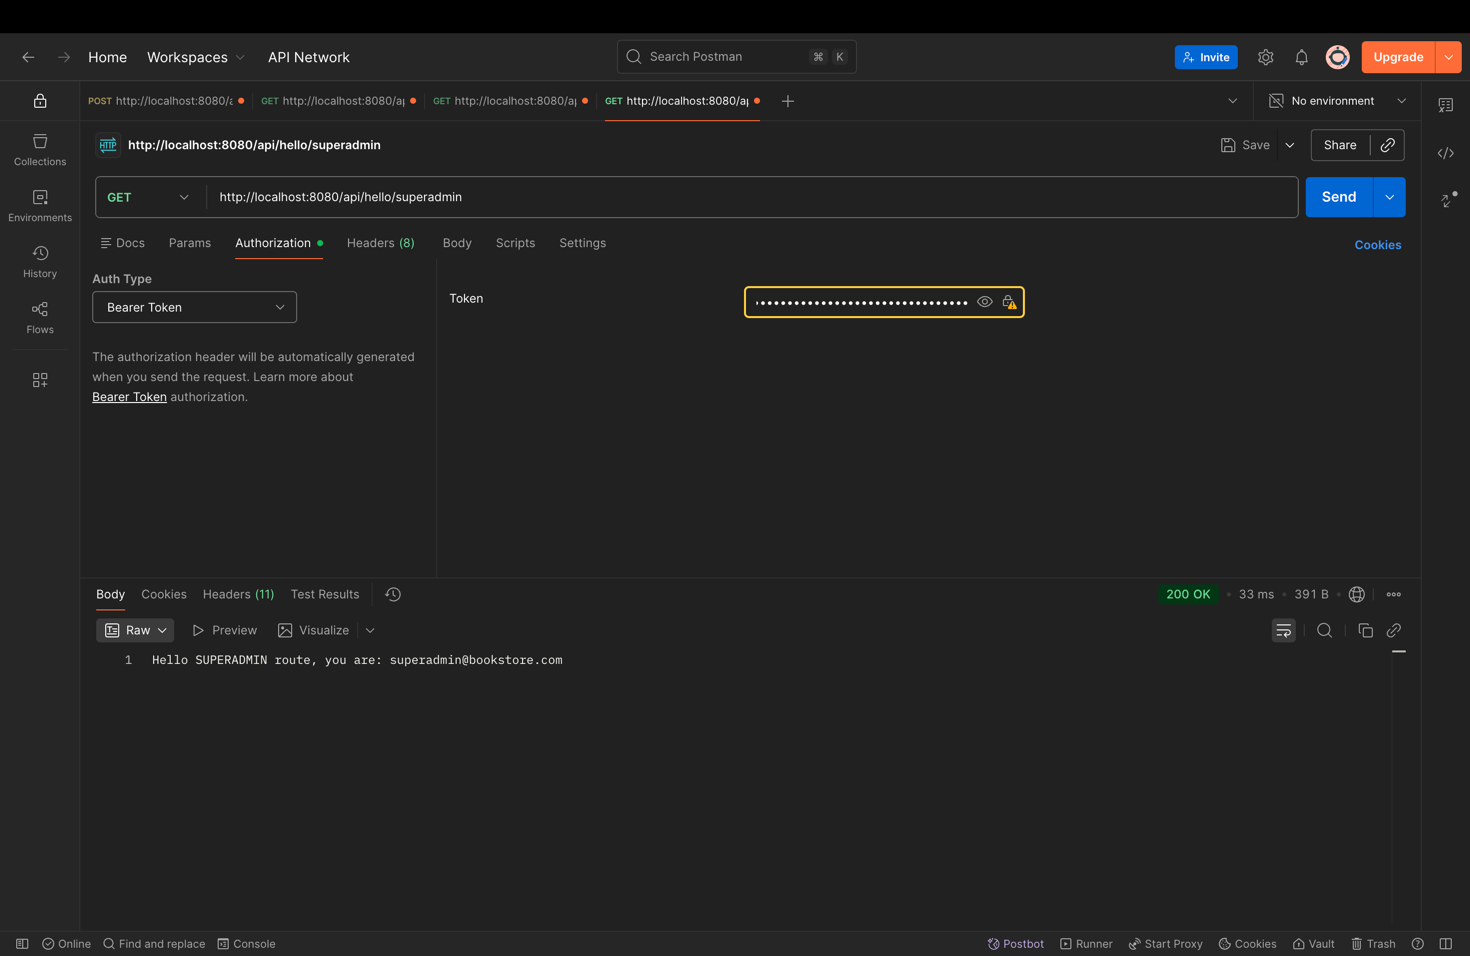 Home Workspaces API Network Search Postman ⌘ K Invite Upgrade
POST http://localhost:8080/a GET http://localhost:8080/ap GET http://localhost:8080/ap GET http://localhost:8080/ap No environment
HTTP http://localhost:8080/api/hello/superadmin Save Share
GET http://localhost:8080/api/hello/superadmin Send
Docs Params Authorization Headers (8) Body Scripts Settings Cookies
Collections
Environments
History
Flows
Auth Type
Bearer Token
Token
The authorization header will be automatically generated
when you send the request. Learn more about
Bearer Token authorization.
Body Cookies Headers (11) Test Results 200 OK • 33 ms • 391 B
Raw Preview Visualize
1 Hello SUPERADMIN route, you are: superadmin@bookstore.com
Online Find and replace Console Postbot Runner Start Proxy Cookies Vault Trash